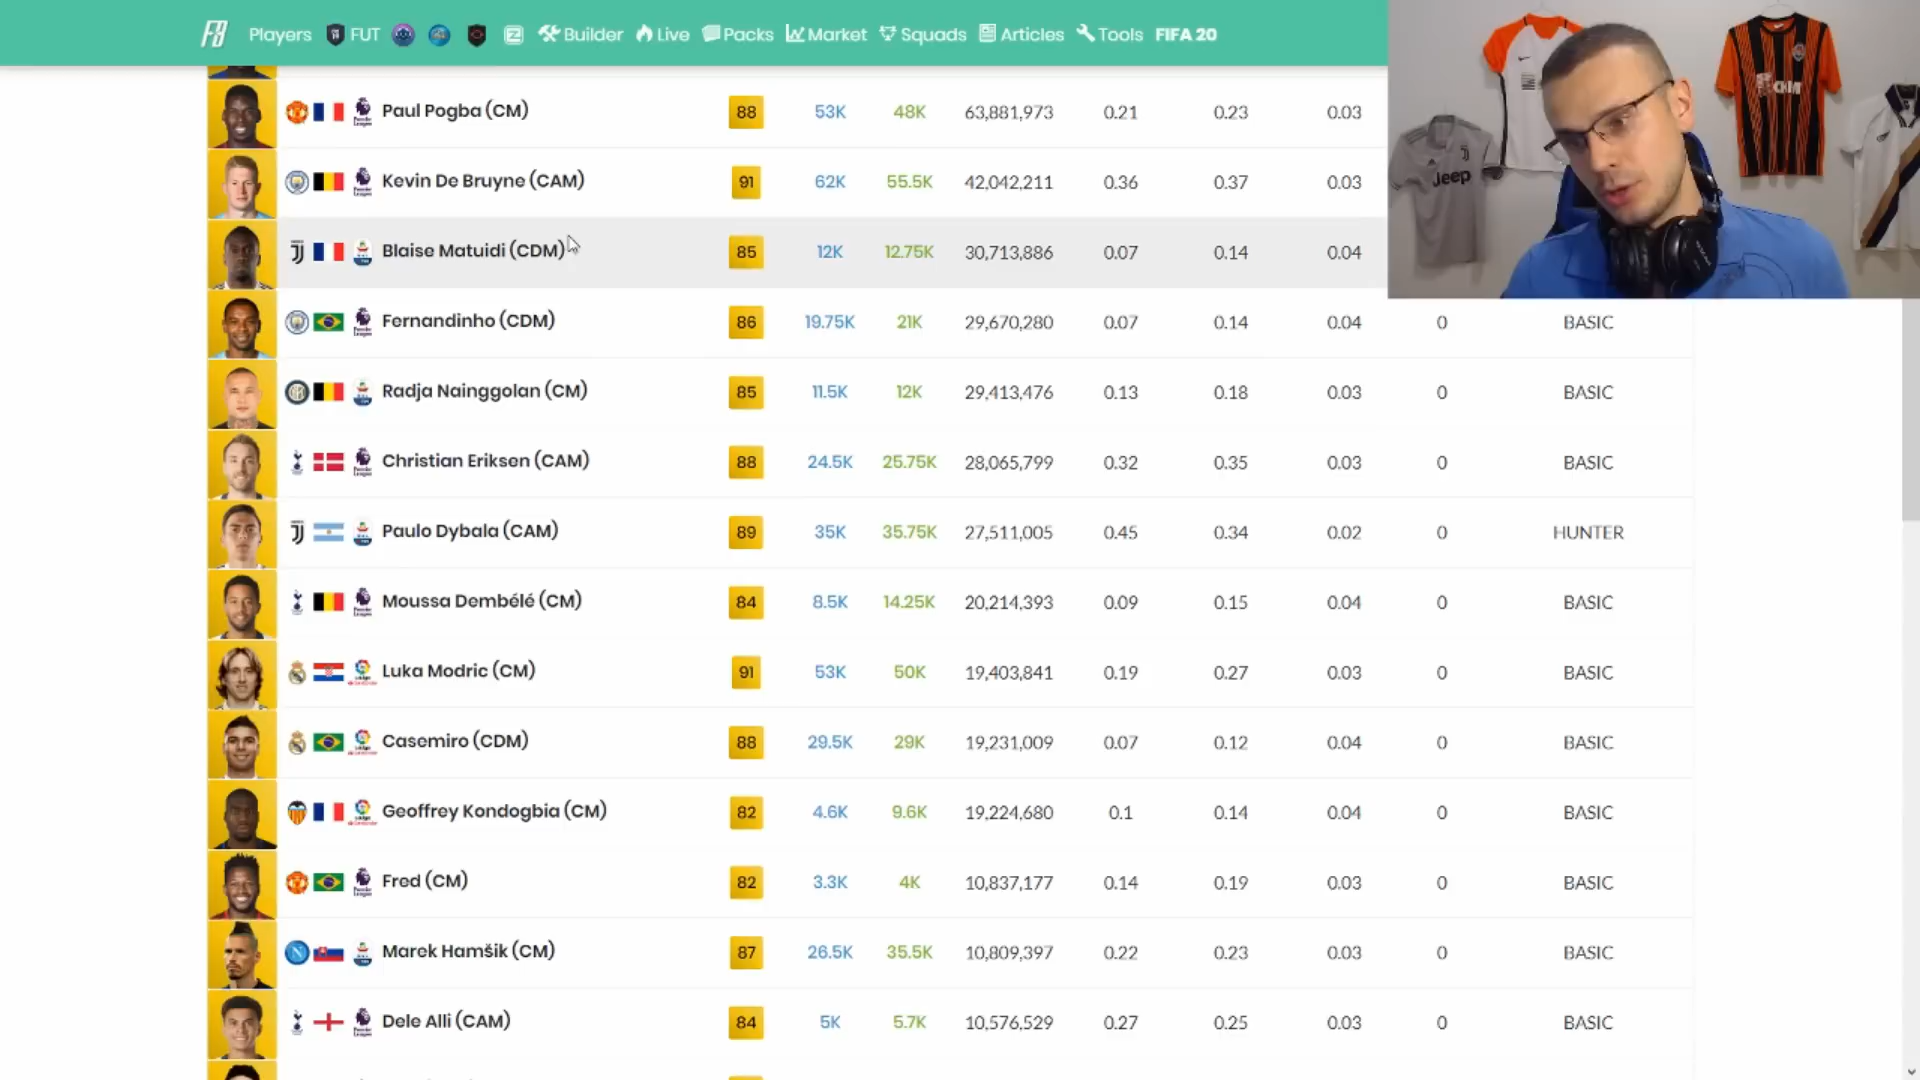 F8 Players FUT Builder Live Packs Market Squads Articles Tools FIFA 20
Paul Pogba (CM) 88 53K 48K 63,881,973 0.21 0.23 0.03
Kevin De Bruyne (CAM) 91 62K 55.5K 42,042,211 0.36 0.37 0.03
Blaise Matuidi (CDM) 85 12K 12.75K 30,713,886 0.07 0.14 0.04
Fernandinho (CDM) 86 19.75K 21K 29,670,280 0.07 0.14 0.04 0 BASIC
Radja Nainggolan (CM) 85 11.5K 12K 29,413,476 0.13 0.18 0.03 0 BASIC
Christian Eriksen (CAM) 88 24.5K 25.75K 28,065,799 0.32 0.35 0.03 0 BASIC
Paulo Dybala (CAM) 89 35K 35.75K 27,511,005 0.45 0.34 0.02 0 HUNTER
Moussa Dembélé (CM) 84 8.5K 14.25K 20,214,393 0.09 0.15 0.04 0 BASIC
Luka Modric (CM) 91 53K 50K 19,403,841 0.19 0.27 0.03 0 BASIC
Casemiro (CDM) 88 29.5K 29K 19,231,009 0.07 0.12 0.04 0 BASIC
Geoffrey Kondogbia (CM) 82 4.6K 9.6K 19,224,680 0.1 0.14 0.04 0 BASIC
Fred (CM) 82 3.3K 4K 10,837,177 0.14 0.19 0.03 0 BASIC
Marek Hamšik (CM) 87 26.5K 35.5K 10,809,397 0.22 0.23 0.03 0 BASIC
Dele Alli (CAM) 84 5K 5.7K 10,576,529 0.27 0.25 0.03 0 BASIC
Jeep